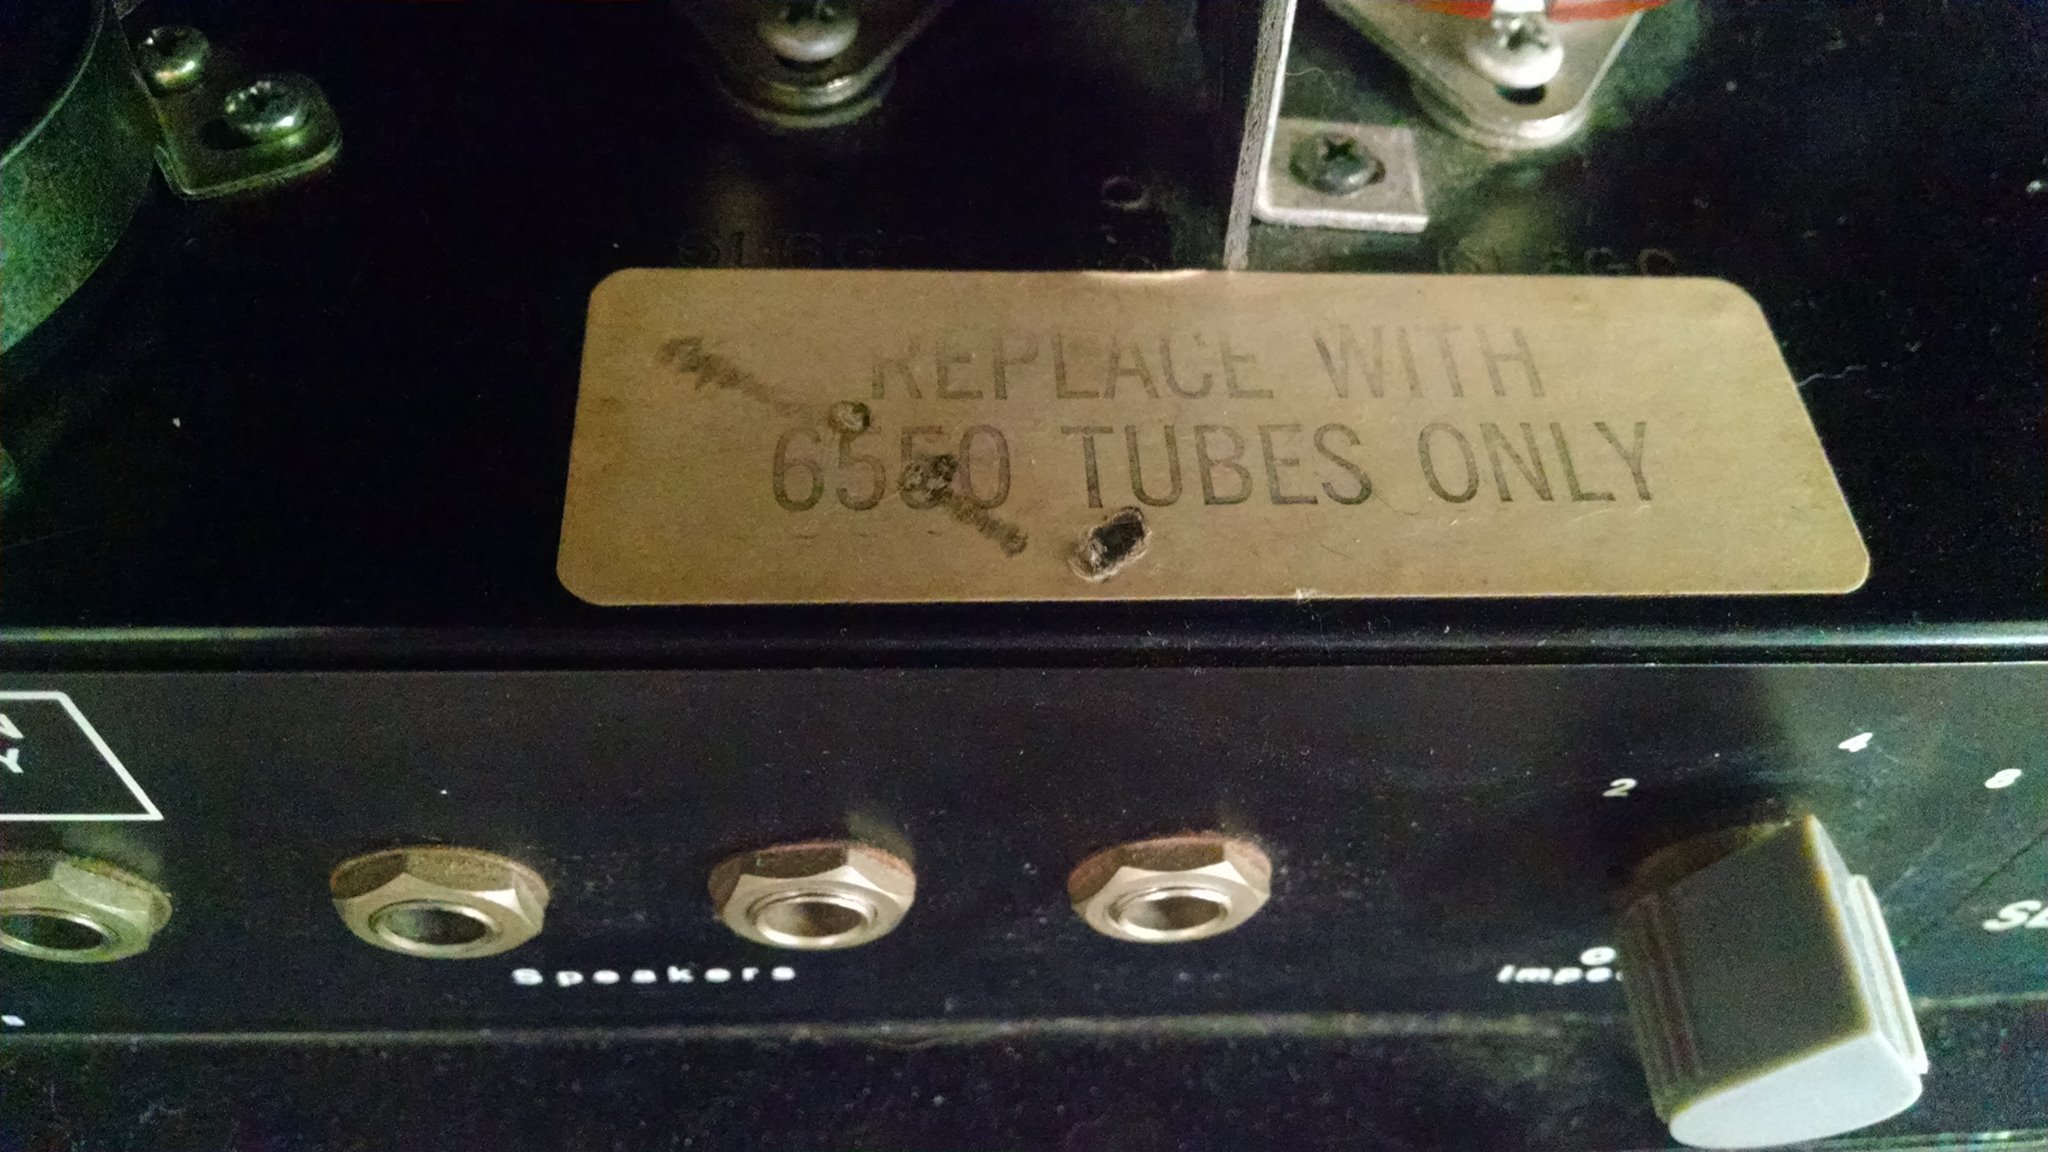 REPLACE WITH
6550 TUBES ONLY
N
Y
2
4
8
Speakers